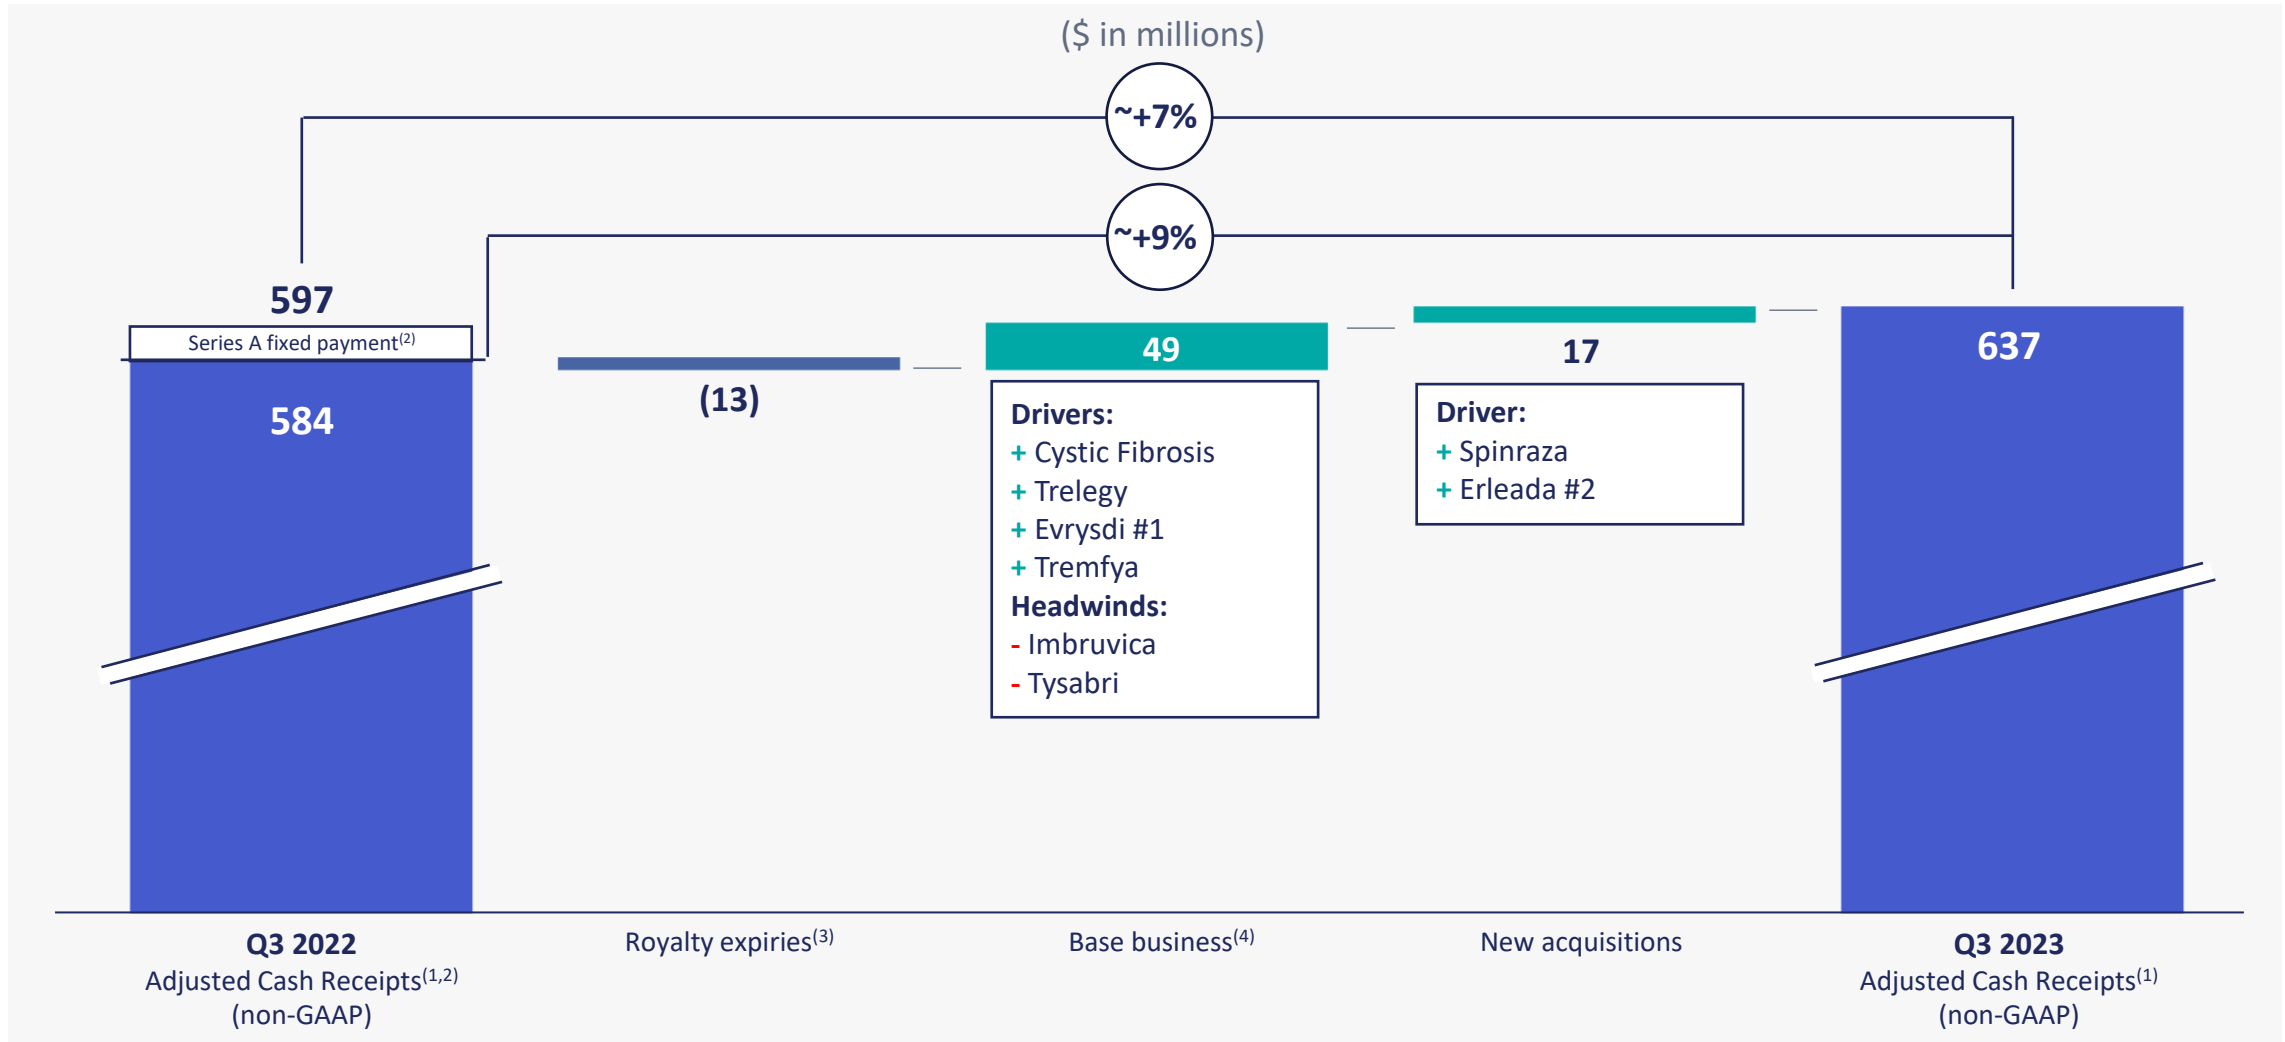 ($ in millions)
~+7%
~+9%
597
Series A fixed payment(2)
584
(13)
49
Drivers:
+ Cystic Fibrosis
+ Trelegy
+ Evrysdi #1
+ Tremfya
Headwinds:
- Imbruvica
- Tysabri
17
Driver:
+ Spinraza
+ Erleada #2
637
Q3 2022
Adjusted Cash Receipts(1,2)
(non-GAAP)
Royalty expiries(3)
Base business(4)
New acquisitions
Q3 2023
Adjusted Cash Receipts(1)
(non-GAAP)